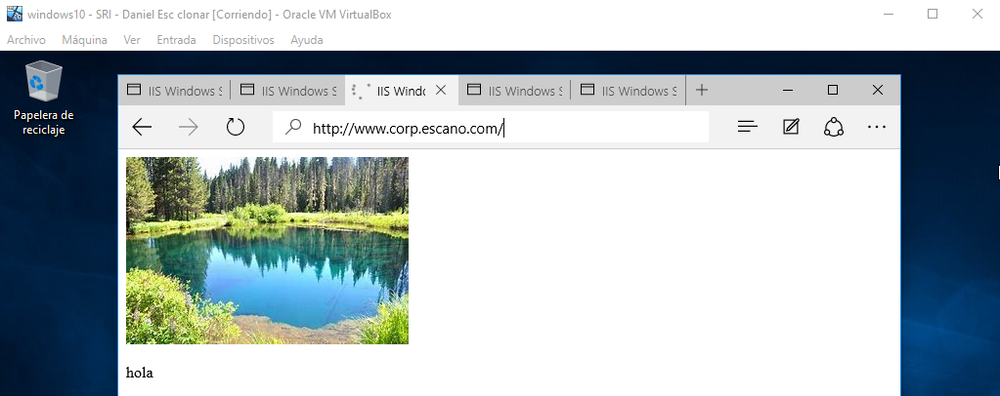 windows10 - SRI - Daniel Esc clonar [Corriendo] - Oracle VM VirtualBox
Archivo Máquina Ver Entrada Dispositivos Ayuda
Papelera de
reciclaje
IIS Windows S IIS Windows S IIS Windo IIS Windows S IIS Windows S
http://www.corp.escano.com/
hola